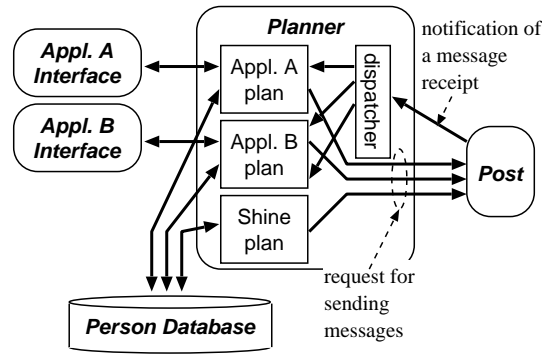 Planner
notification of
a message
receipt
Appl. A
Interface
Appl. A
plan
dispatcher
Appl. B
Interface
Appl. B
plan
Post
Shine
plan
request for
sending
messages
Person Database